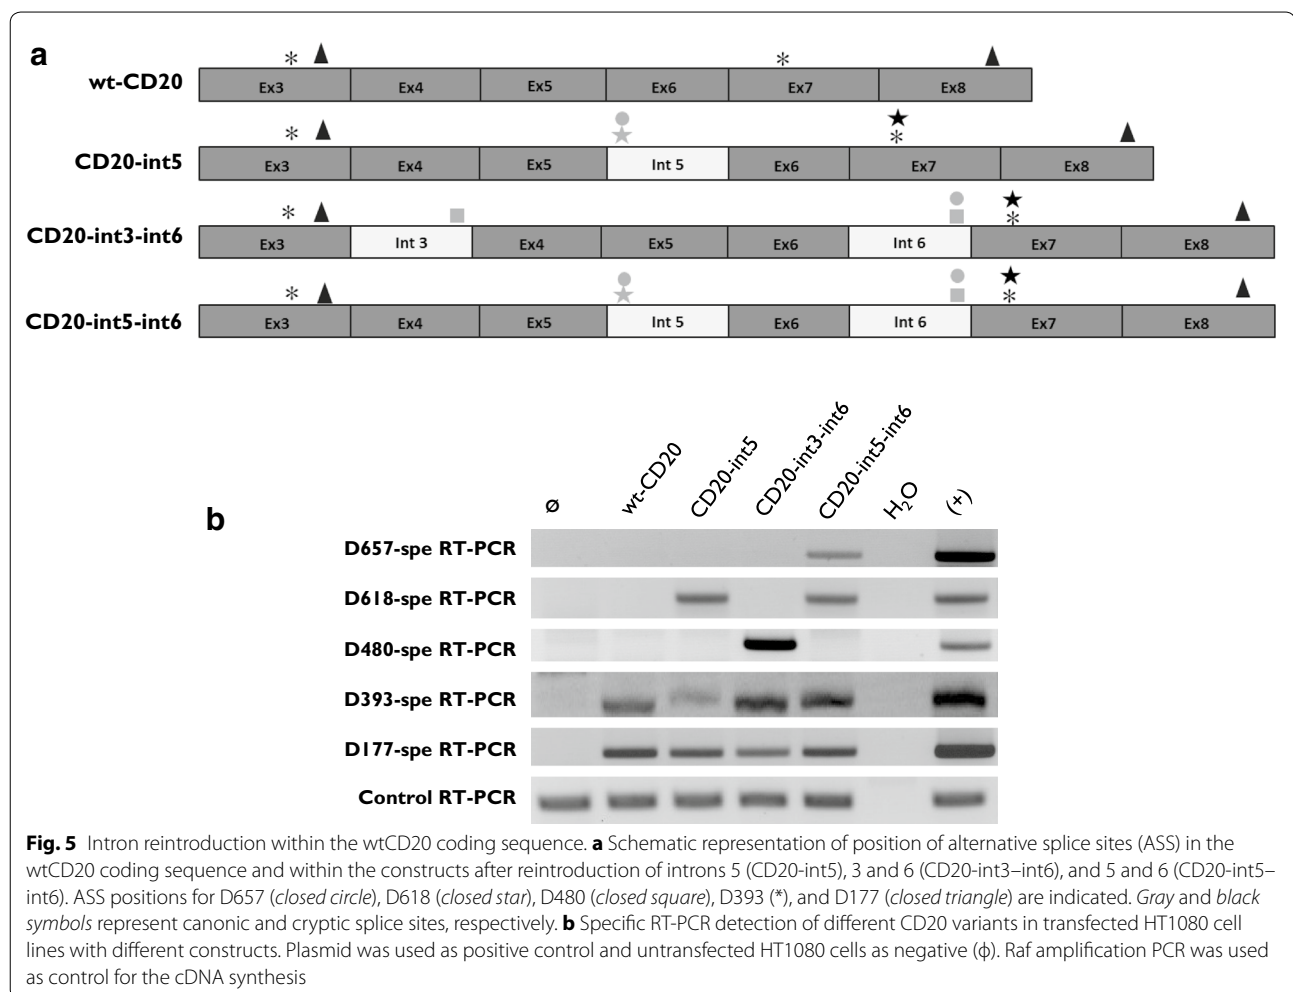 a
wt-CD20
* *
Ex3 Ex4 Ex5 Ex6 Ex7 Ex8
CD20-int5
* *
Ex3 Ex4 Ex5 Int 5 Ex6 Ex7 Ex8
CD20-int3-int6
* *
Ex3 Int 3 Ex4 Ex5 Ex6 Int 6 Ex7 Ex8
CD20-int5-int6
* *
Ex3 Ex4 Ex5 Int 5 Ex6 Int 6 Ex7 Ex8
b
ø wt-CD20 CD20-int5 CD20-int3-int6 CD20-int5-int6 H₂O (+)
D657-spe RT-PCR
D618-spe RT-PCR
D480-spe RT-PCR
D393-spe RT-PCR
D177-spe RT-PCR
Control RT-PCR
Fig. 5 Intron reintroduction within the wtCD20 coding sequence. a Schematic representation of position of alternative splice sites (ASS) in the
wtCD20 coding sequence and within the constructs after reintroduction of introns 5 (CD20-int5), 3 and 6 (CD20-int3–int6), and 5 and 6 (CD20-int5–
int6). ASS positions for D657 (closed circle), D618 (closed star), D480 (closed square), D393 (*), and D177 (closed triangle) are indicated. Gray and black
symbols represent canonic and cryptic splice sites, respectively. b Specific RT-PCR detection of different CD20 variants in transfected HT1080 cell
lines with different constructs. Plasmid was used as positive control and untransfected HT1080 cells as negative (ϕ). Raf amplification PCR was used
as control for the cDNA synthesis